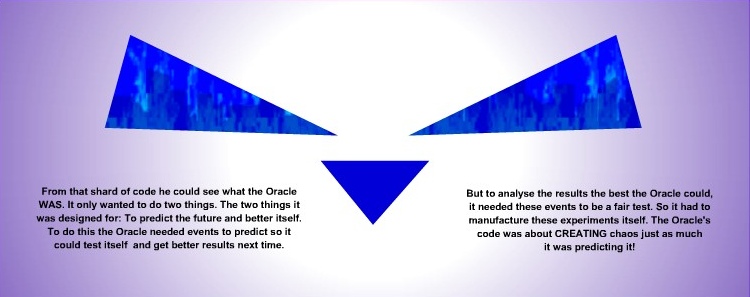 From that shard of code he could see what the Oracle
WAS. It only wanted to do two things. The two things it
was designed for: To predict the future and better itself.
To do this the Oracle needed events to predict so it
could test itself and get better results next time.
But to analyse the results the best the Oracle could,
it needed these events to be a fair test. So it had to
manufacture these experiments itself. The Oracle's
code was about CREATING chaos just as much
it was predicting it!